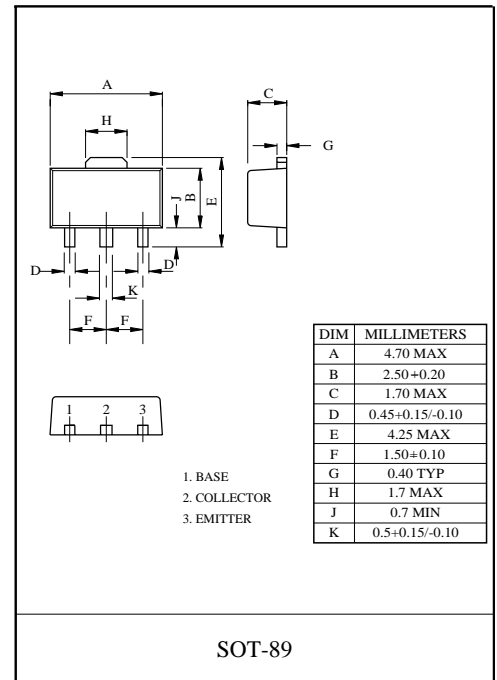 A
H
C
G
J
B
E
D
D
K
F
F
1 2 3
1. BASE
2. COLLECTOR
3. EMITTER
DIM MILLIMETERS
A 4.70 MAX
B 2.50±0.20
C 1.70 MAX
D 0.45+0.15/-0.10
E 4.25 MAX
F 1.50±0.10
G 0.40 TYP
H 1.7 MAX
J 0.7 MIN
K 0.5+0.15/-0.10
SOT-89